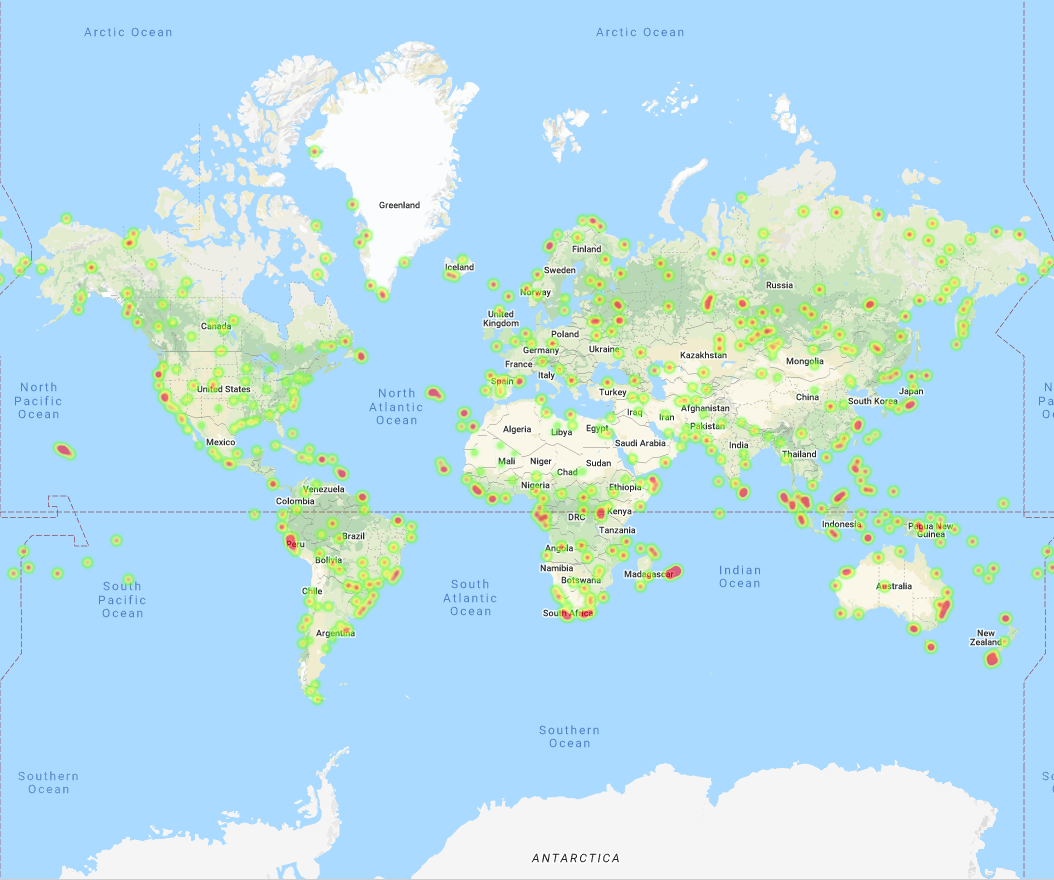 Arctic Ocean
Arctic Ocean
Greenland
Iceland
Finland
Sweden
Norway
Russia
Canada
United
Kingdom
Poland
Germany
Ukraine
Kazakhstan
Mongolia
France
Italy
Spain
Turkey
North
Pacific
Ocean
United States
North
Atlantic
Ocean
Iraq
Iran
Afghanistan
China
South Korea
Japan
N
Pa
O
Mexico
Algeria
Libya
Egypt
Pakistan
Saudi Arabia
India
Thailand
Mali
Niger
Chad
Sudan
Nigeria
Ethiopia
Venezuela
Colombia
DRC
Kenya
Tanzania
Indonesia
Papua New
Guinea
Peru
Brazil
Bolivia
Angola
Namibia
Botswana
Madagascar
Chile
South
Pacific
Ocean
South
Atlantic
Ocean
Indian
Ocean
Australia
South Africa
Argentina
New
Zealand
Southern
Ocean
Southern
Ocean
So
ANTARCTICA